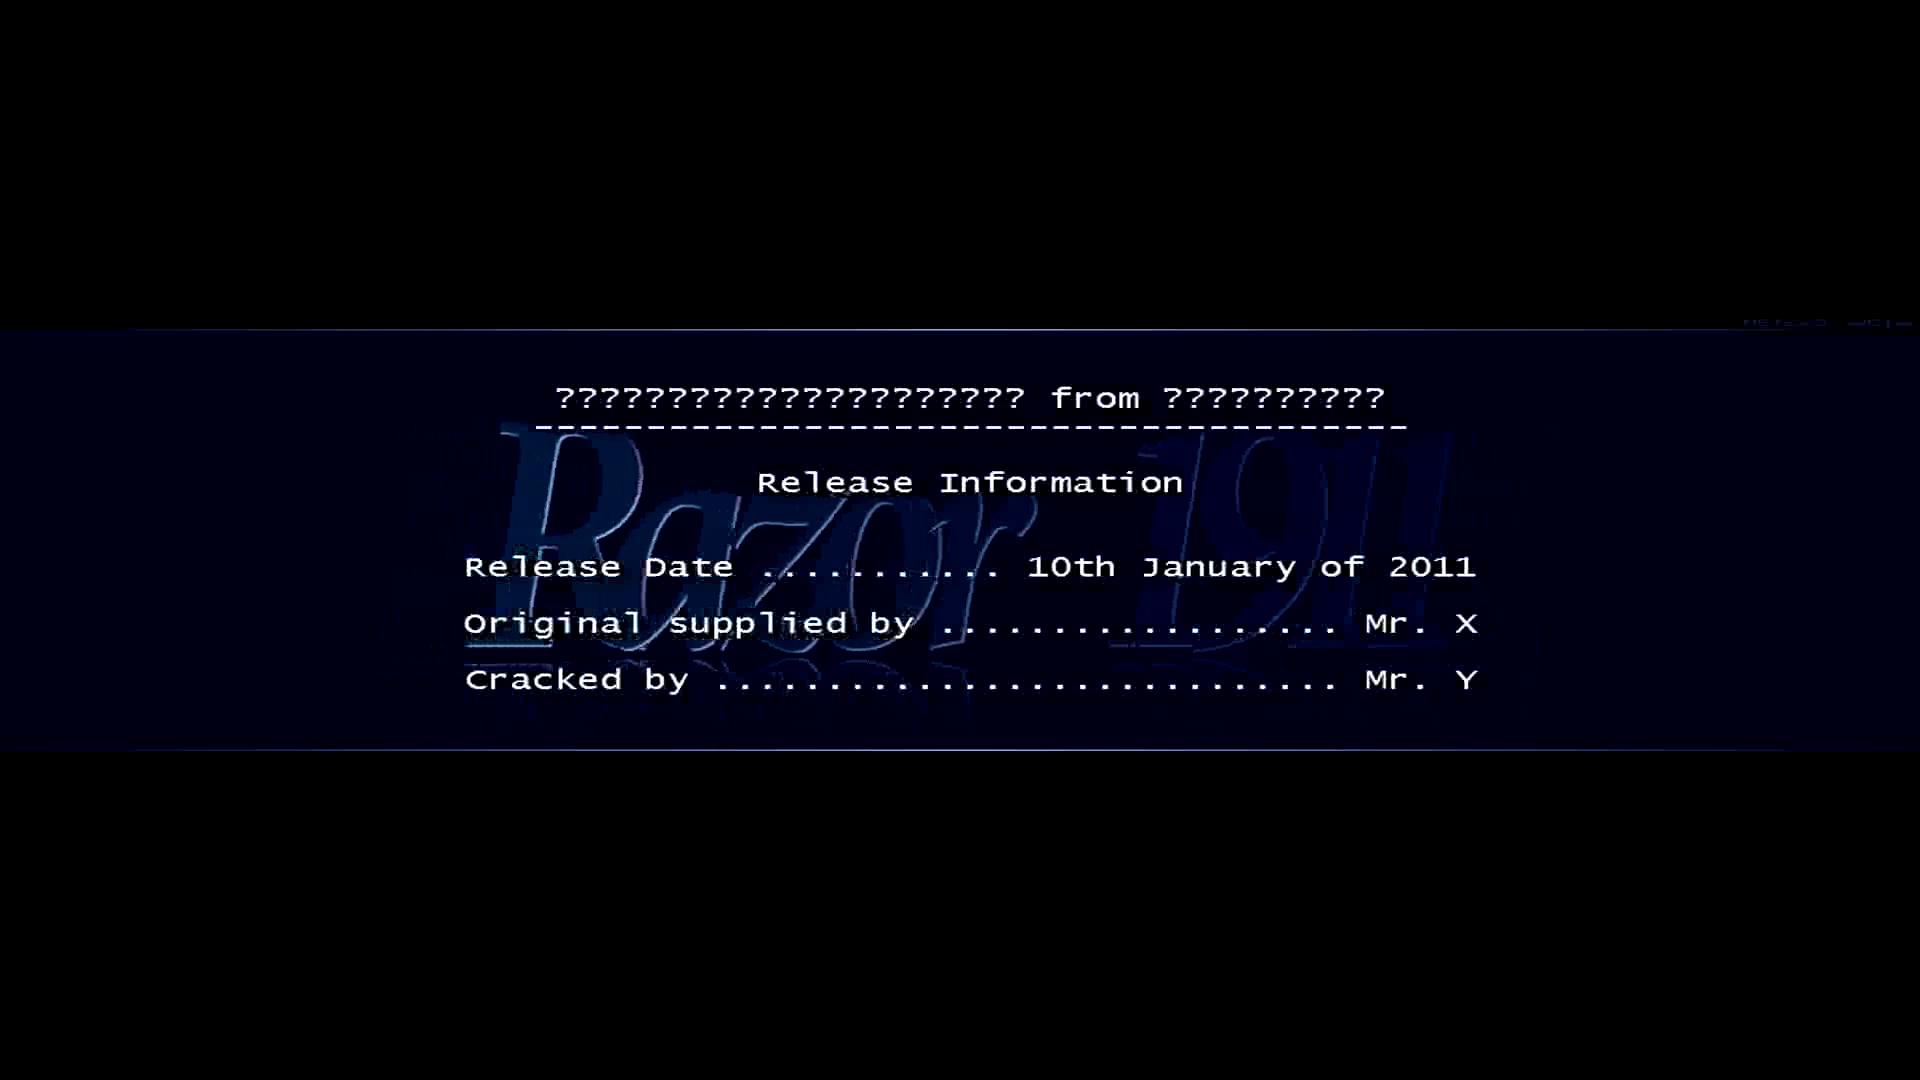 ????????????????????? from ??????????
---------------------------------------
Release Information
Razor 1911
Release Date ........... 10th January of 2011
Original supplied by .................. Mr. X
Cracked by ............................ Mr. Y